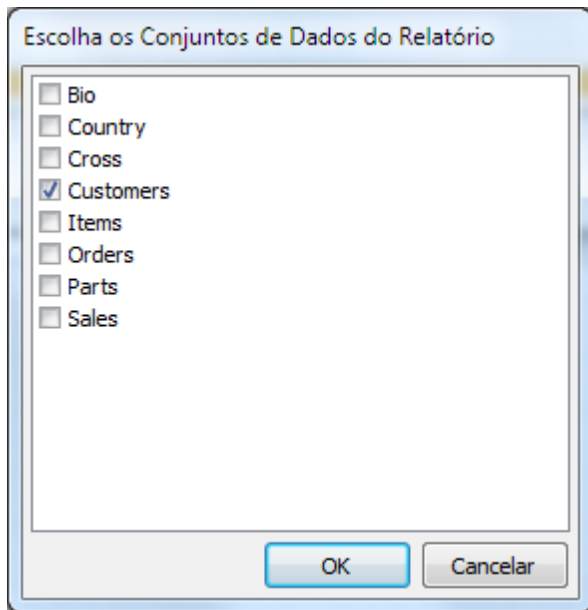 Escolha os Conjuntos de Dados do Relatório
Bio
Country
Cross
Customers
Items
Orders
Parts
Sales
OK
Cancelar